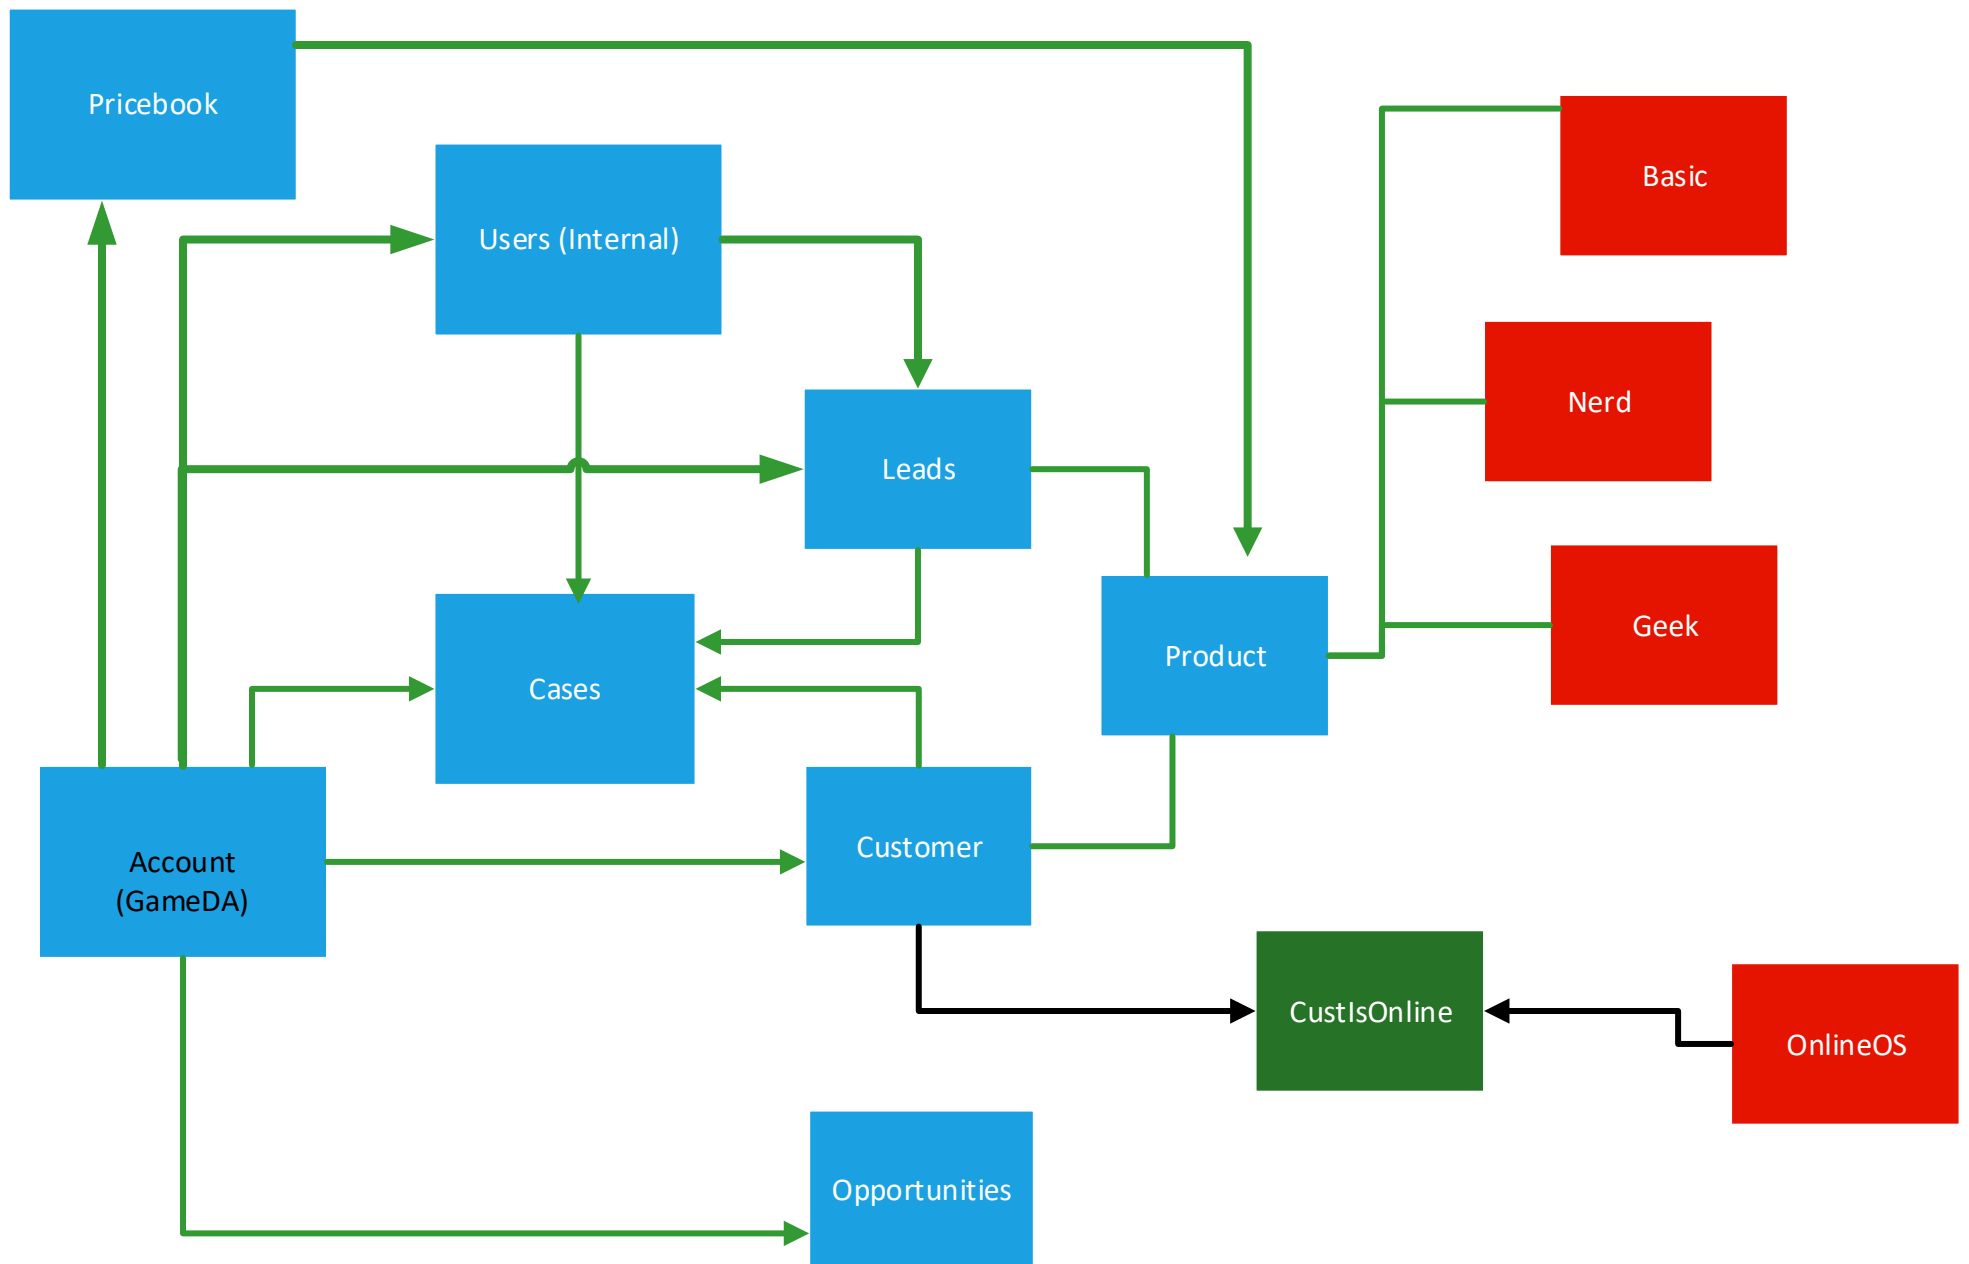 Pricebook
Basic
Users (Internal)
Nerd
Leads
Geek
Product
Cases
Customer
Account
(GameDA)
CustIsOnline
OnlineOS
Opportunities